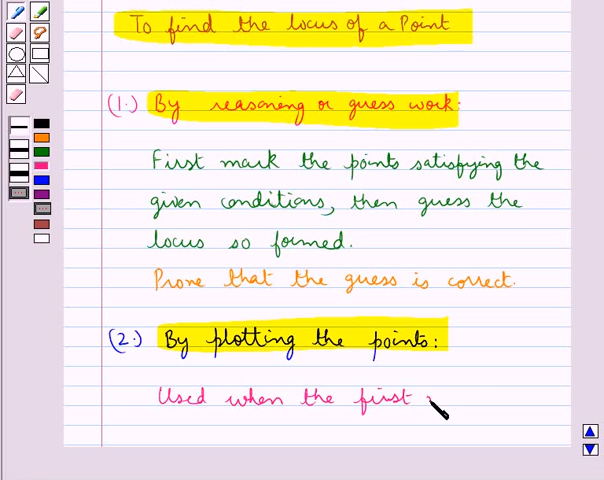 To find the locus of a Point
(1.) By reasoning or guess work.
First mark the points satisfying the
given conditions, then guess the
locus so formed.
Prove that the guess is correct.
(2.) By plotting the points:
Used when the first